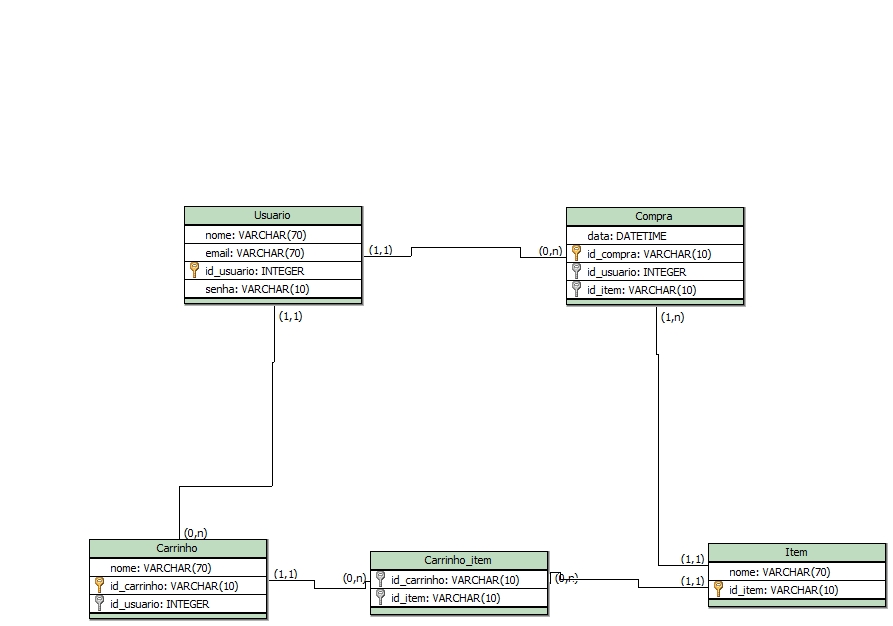 Usuario
nome: VARCHAR(70)
email: VARCHAR(70)
id_usuario: INTEGER
senha: VARCHAR(10)
(1,1)
(0,n)
Compra
data: DATETIME
id_compra: VARCHAR(10)
id_usuario: INTEGER
id_item: VARCHAR(10)
(1,1)
(1,n)
(0,n)
Carrinho
nome: VARCHAR(70)
id_carrinho: VARCHAR(10)
id_usuario: INTEGER
(1,1)
(0,n)
Carrinho_item
id_carrinho: VARCHAR(10)
id_item: VARCHAR(10)
(0,n)
(1,1)
(1,1)
Item
nome: VARCHAR(70)
id_item: VARCHAR(10)